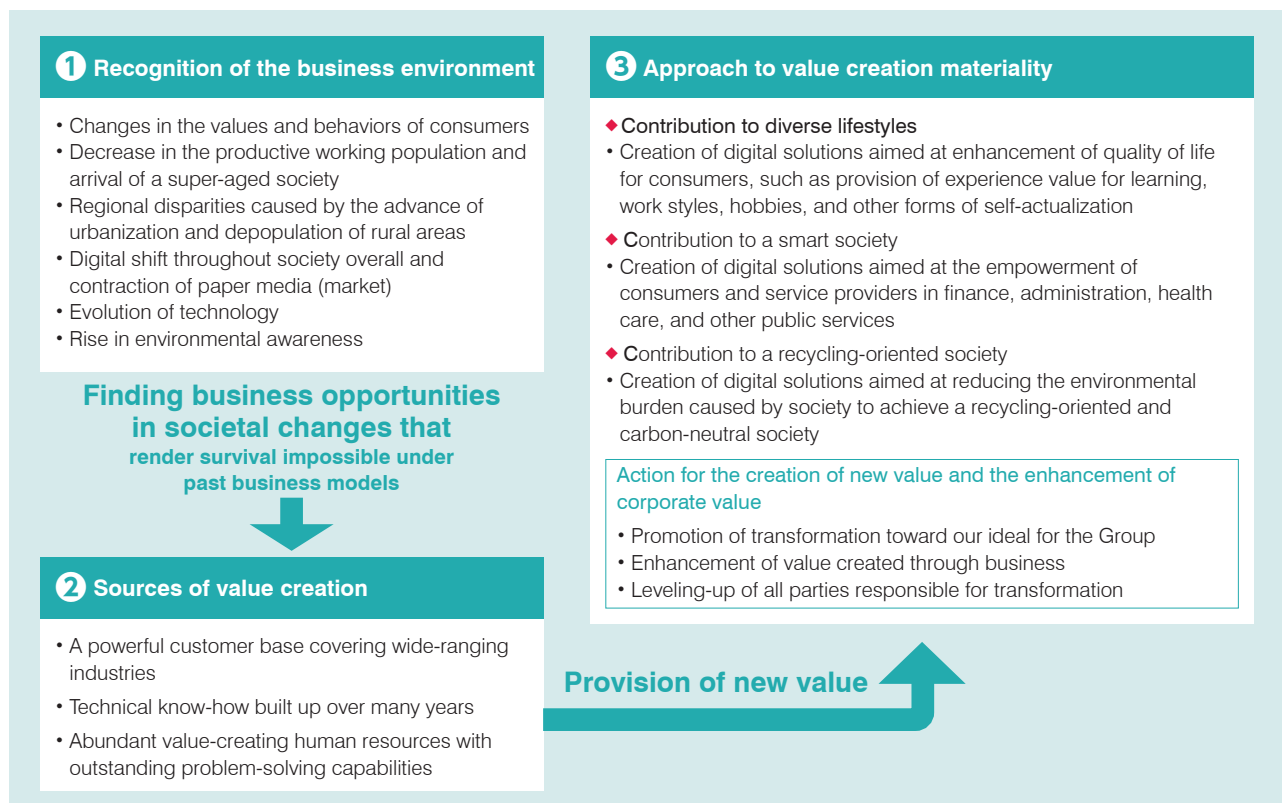 1 Recognition of the business environment
• Changes in the values and behaviors of consumers
• Decrease in the productive working population and
arrival of a super-aged society
• Regional disparities caused by the advance of
urbanization and depopulation of rural areas
• Digital shift throughout society overall and
contraction of paper media (market)
• Evolution of technology
• Rise in environmental awareness
Finding business opportunities
in societal changes that
render survival impossible under
past business models
2 Sources of value creation
• A powerful customer base covering wide-ranging
industries
• Technical know-how built up over many years
• Abundant value-creating human resources with
outstanding problem-solving capabilities
Provision of new value
3 Approach to value creation materiality
◆ Contribution to diverse lifestyles
• Creation of digital solutions aimed at enhancement of quality of life
for consumers, such as provision of experience value for learning,
work styles, hobbies, and other forms of self-actualization
◆ Contribution to a smart society
• Creation of digital solutions aimed at the empowerment of
consumers and service providers in finance, administration, health
care, and other public services
◆ Contribution to a recycling-oriented society
• Creation of digital solutions aimed at reducing the environmental
burden caused by society to achieve a recycling-oriented and
carbon-neutral society
Action for the creation of new value and the enhancement of
corporate value
• Promotion of transformation toward our ideal for the Group
• Enhancement of value created through business
• Leveling-up of all parties responsible for transformation